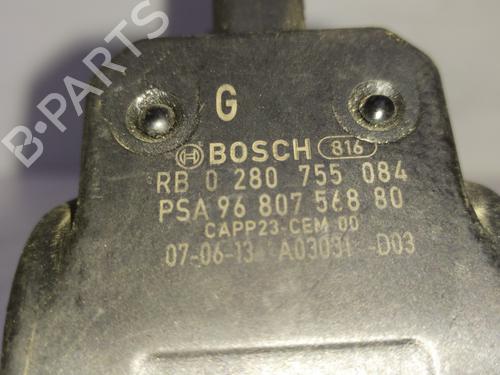 G
BOSCH 816
RB 0 280 755 084
PSA 96 807 568 80
CAPP23-CEM 00
07-06-13 A03031 -D03
B-PARTS